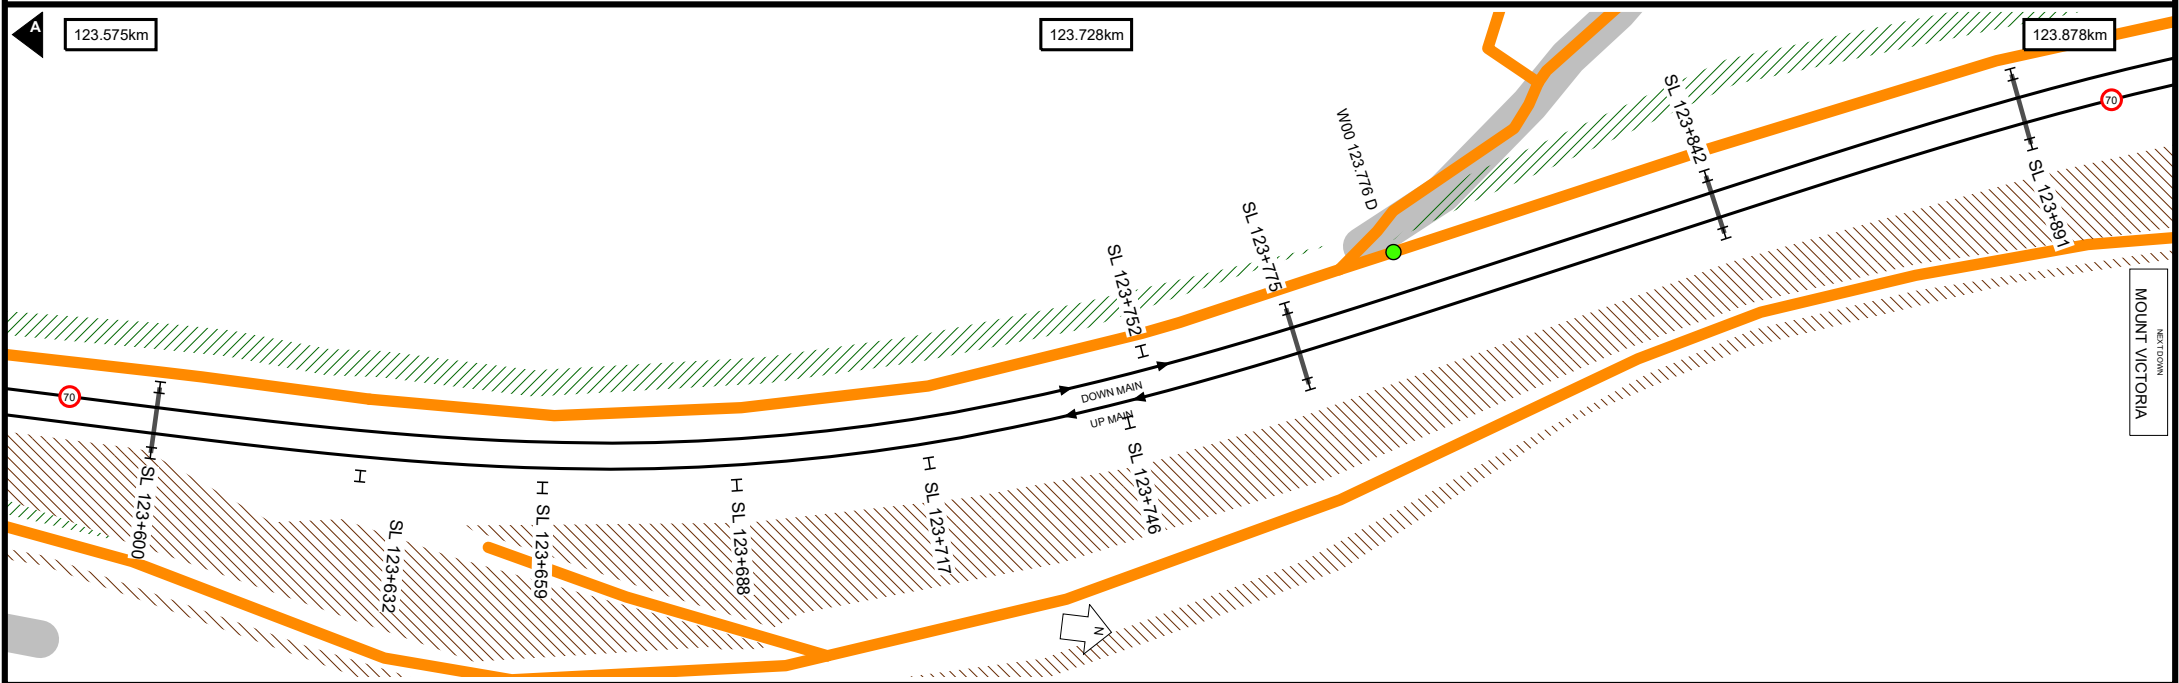 A
123.575km
123.728km
123.878km
70
W00 123.776 D
SL 123+842
SL 123+891
SL 123+775
SL 123+752
NEXT DOWN
MOUNT VICTORIA
70
DOWN MAIN
UP MAIN
SL 123+600
SL 123+632
SL 123+659
SL 123+688
SL 123+717
SL 123+746
N